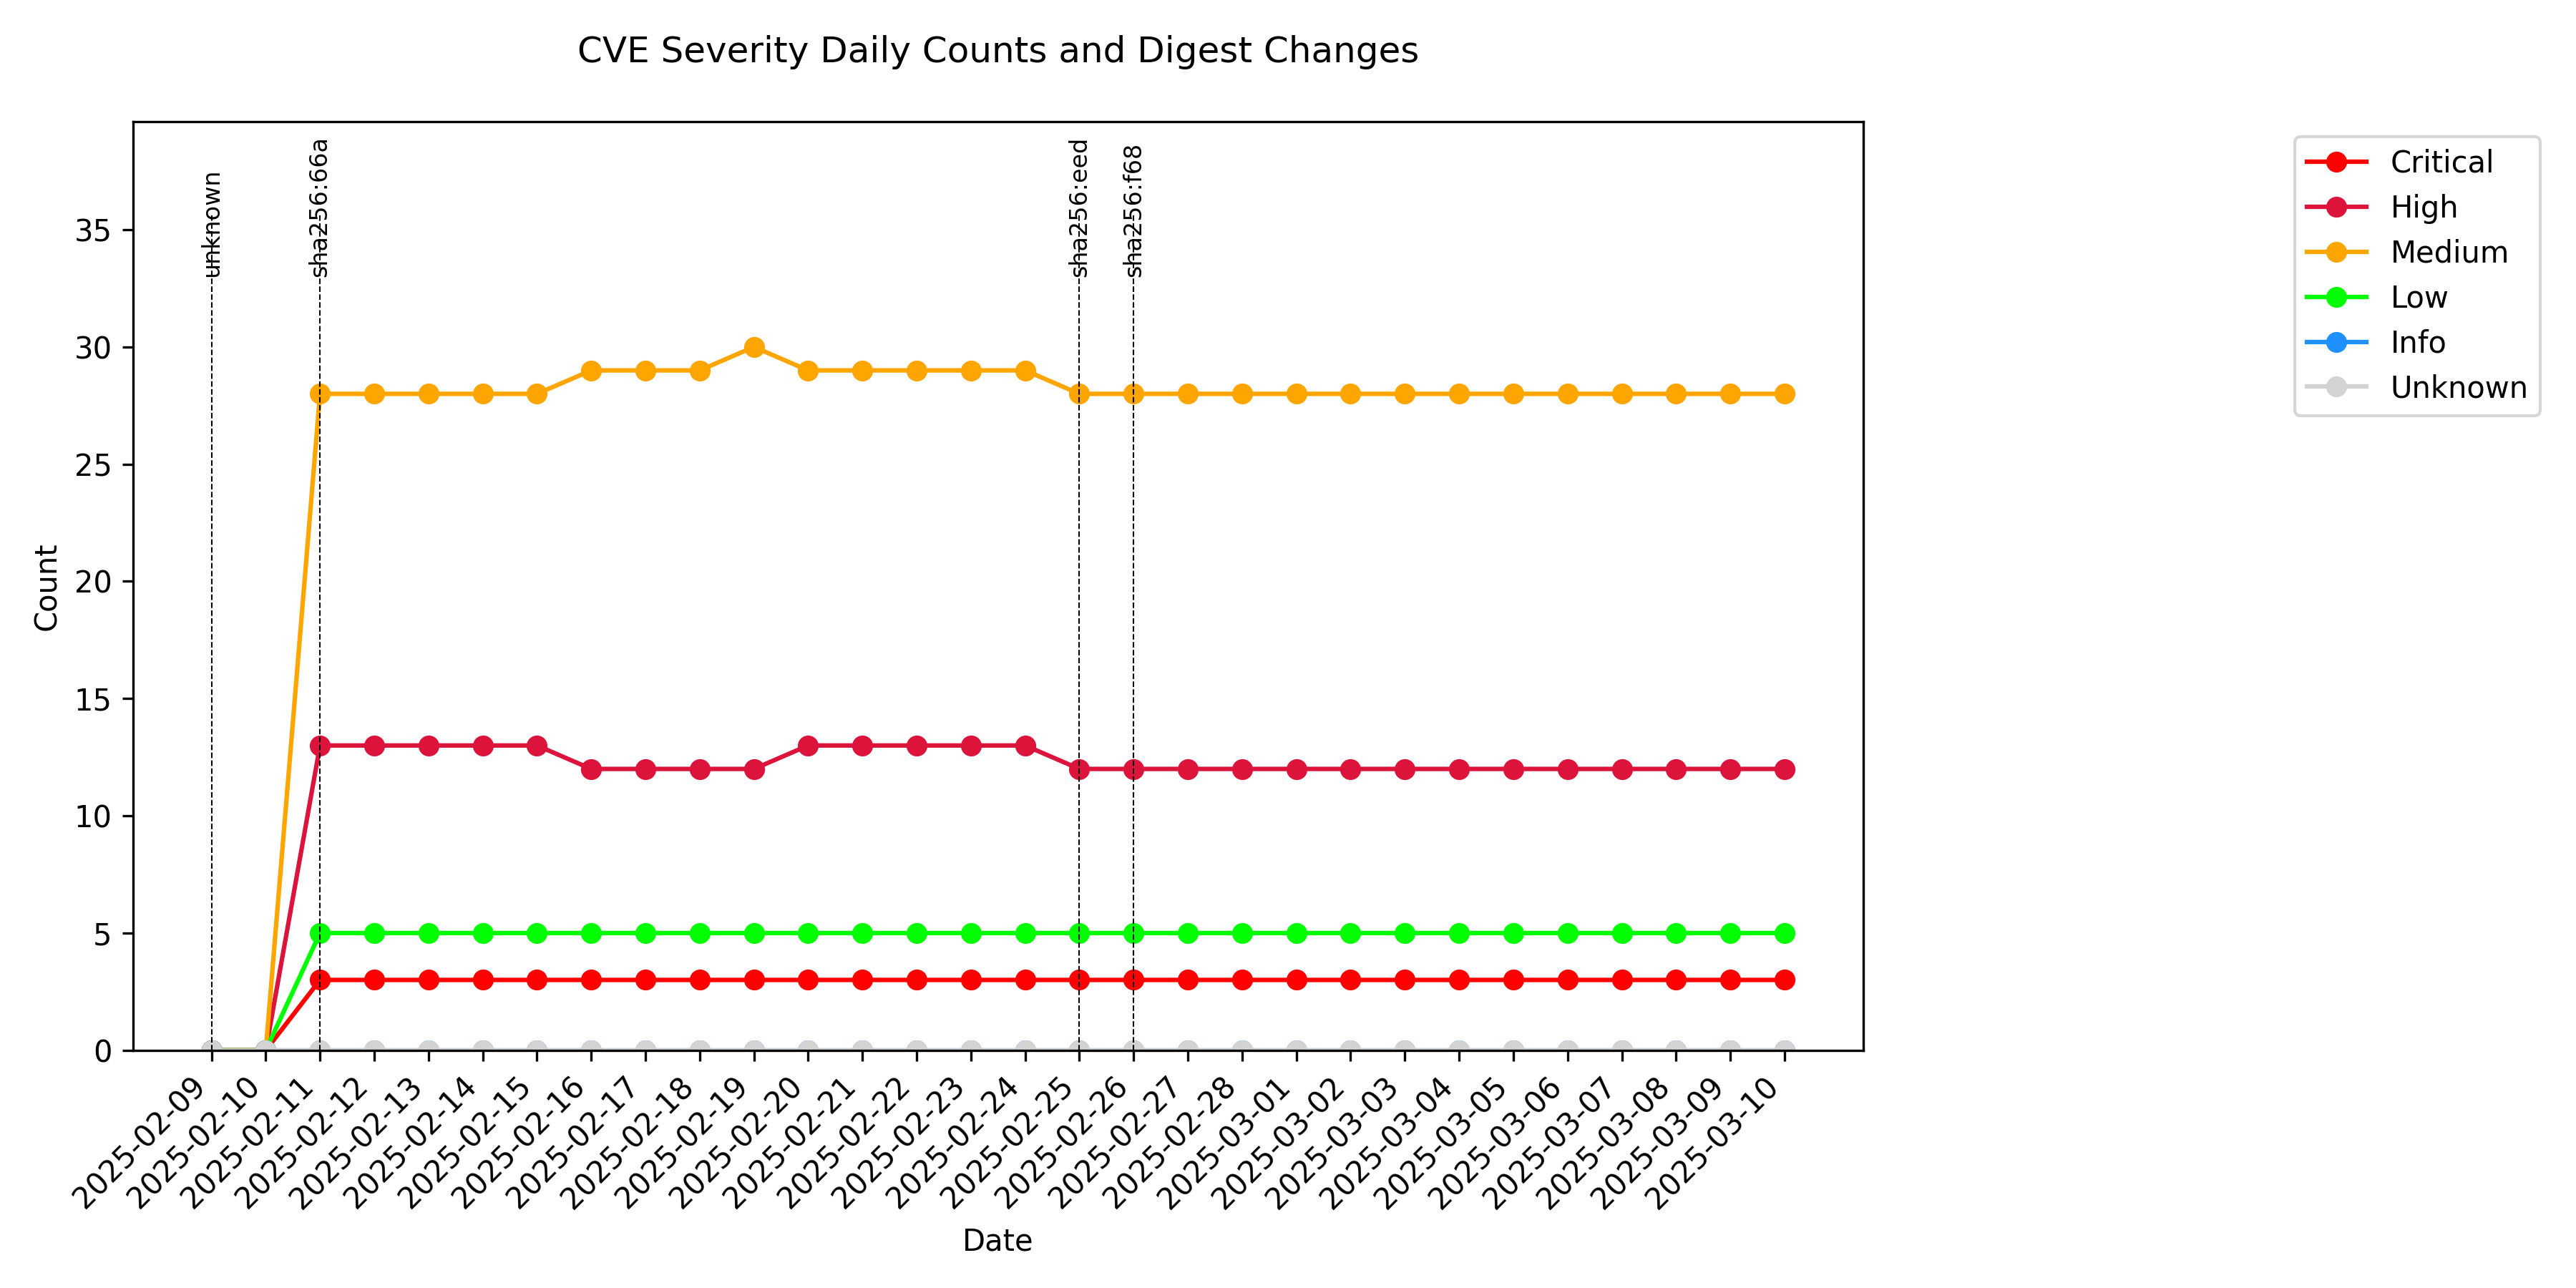 CVE Severity Daily Counts and Digest Changes
unknown
sha256:66a
sha256:eed
sha256:f68
Critical
High
Medium
Low
Info
Unknown
Count
35
30
25
20
15
10
5
0
2025-02-09
2025-02-10
2025-02-11
2025-02-12
2025-02-13
2025-02-14
2025-02-15
2025-02-16
2025-02-17
2025-02-18
2025-02-19
2025-02-20
2025-02-21
2025-02-22
2025-02-23
2025-02-24
2025-02-25
2025-02-26
2025-02-27
2025-02-28
2025-03-01
2025-03-02
2025-03-03
2025-03-04
2025-03-05
2025-03-06
2025-03-07
2025-03-08
2025-03-09
2025-03-10
Date